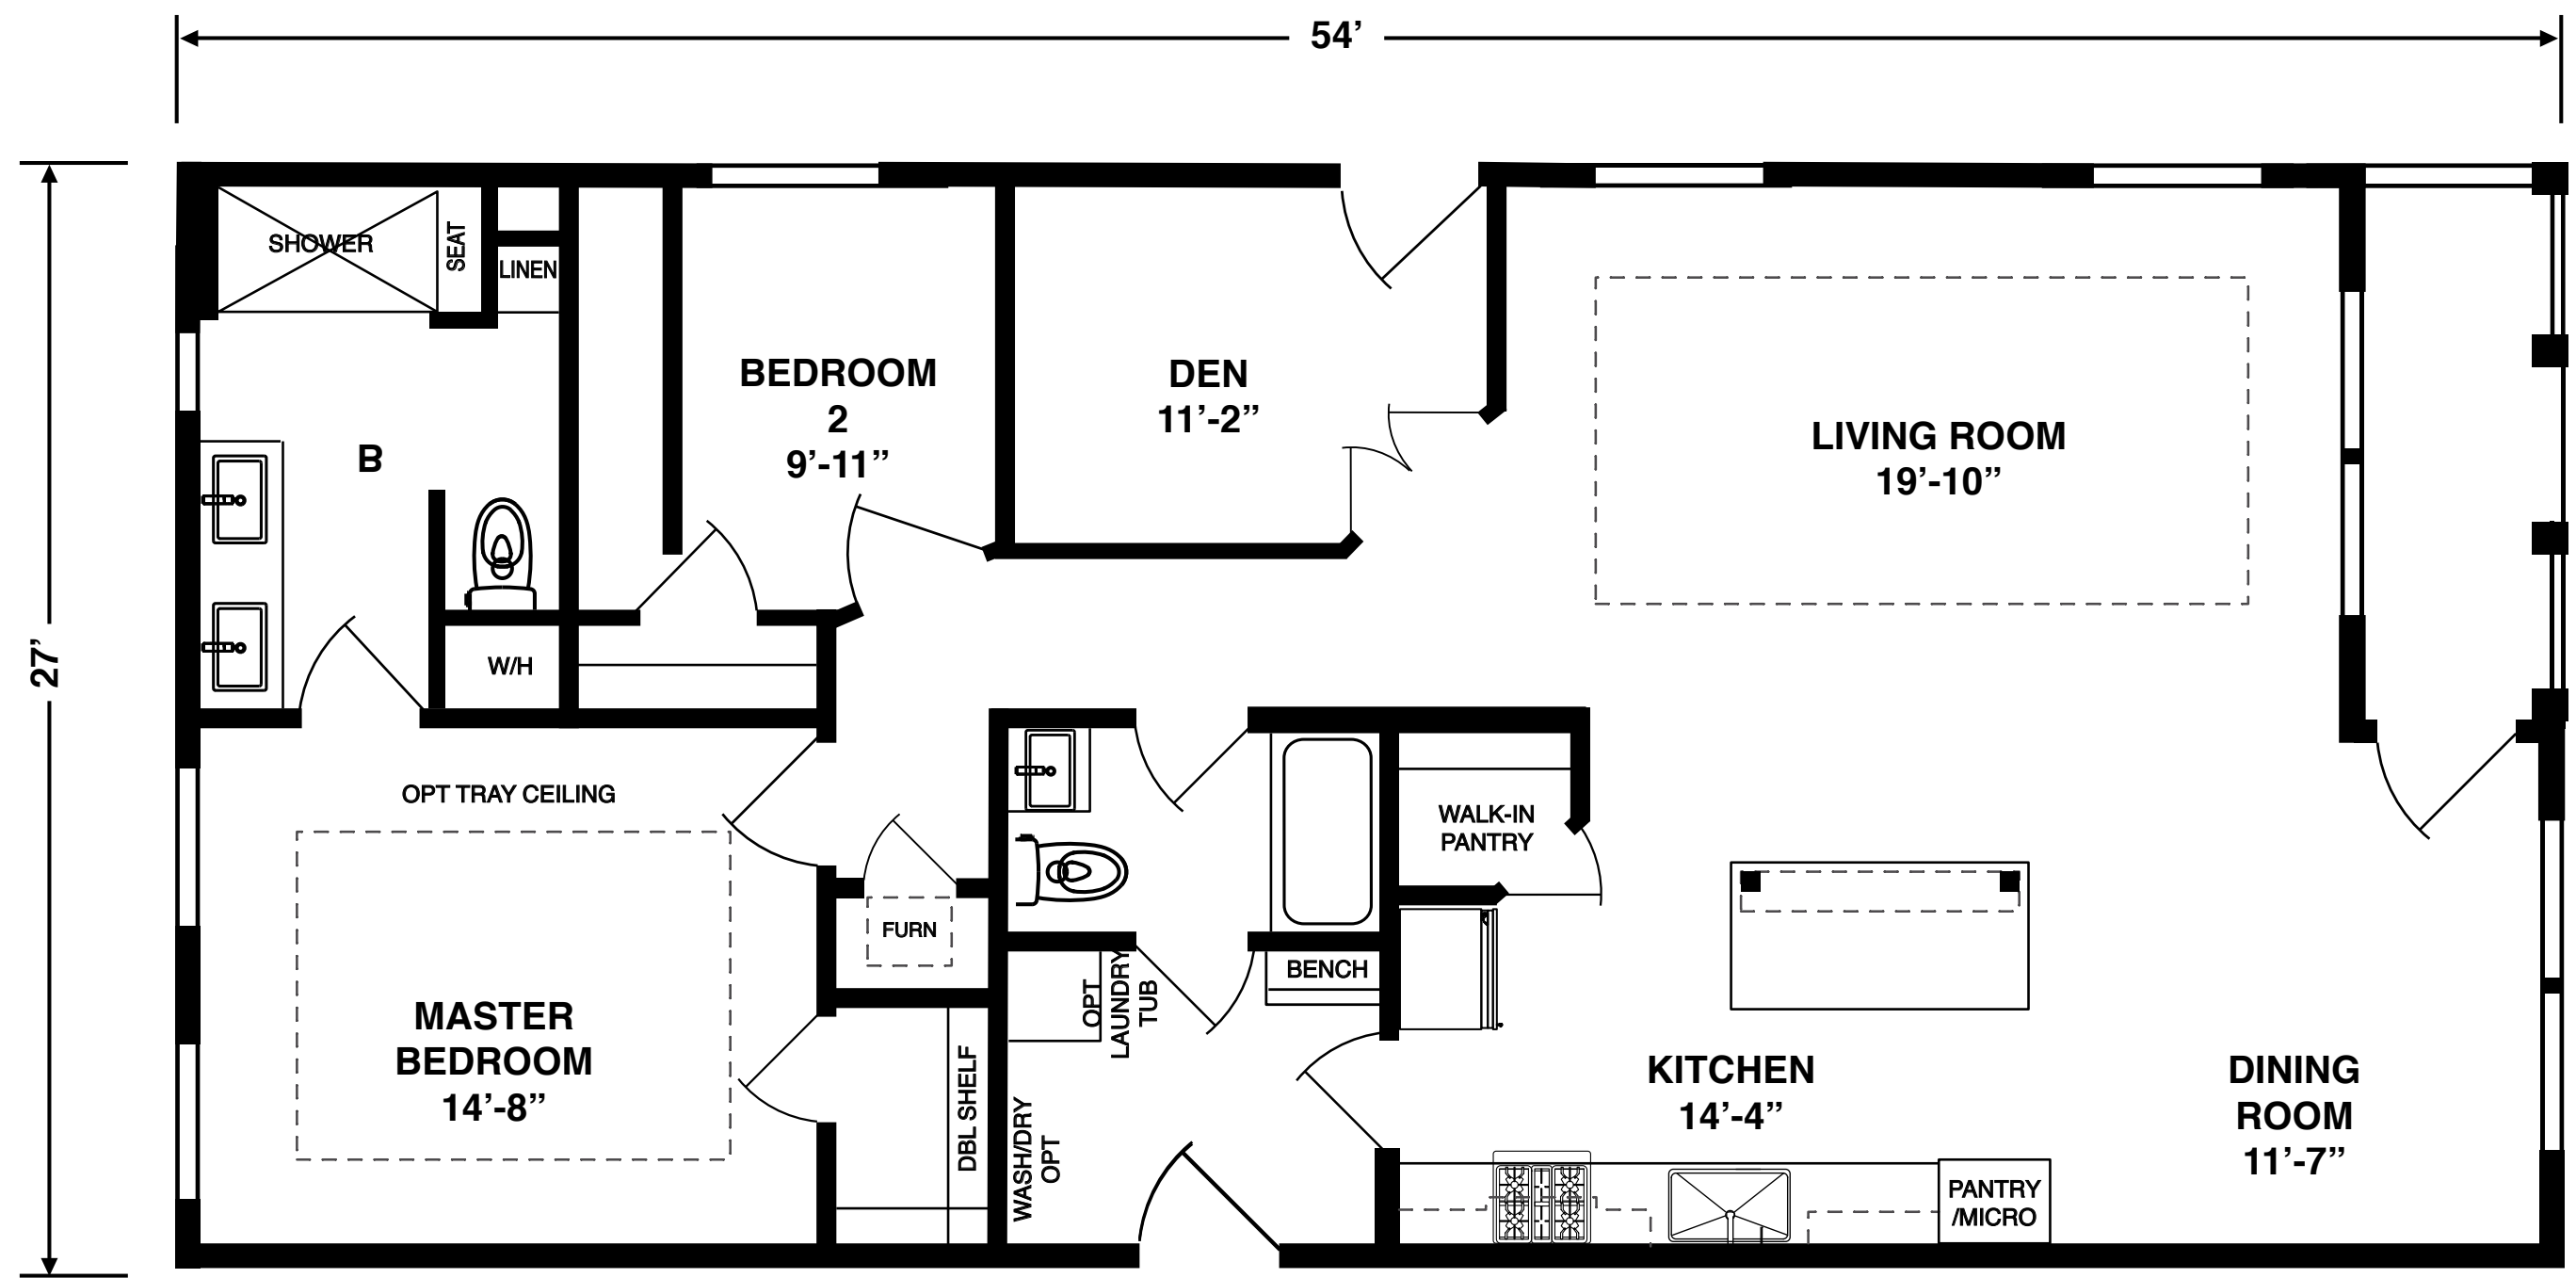 54’
27’
SHOWER
SEAT
LINEN
BEDROOM
2
9’-11”
DEN
11’-2”
LIVING ROOM
19’-10”
B
W/H
OPT TRAY CEILING
WALK-IN
PANTRY
FURN
BENCH
OPT
LAUNDRY
TUB
MASTER
BEDROOM
14’-8”
DBL SHELF
WASH/DRY
OPT
KITCHEN
14’-4”
DINING
ROOM
11’-7”
PANTRY
/MICRO